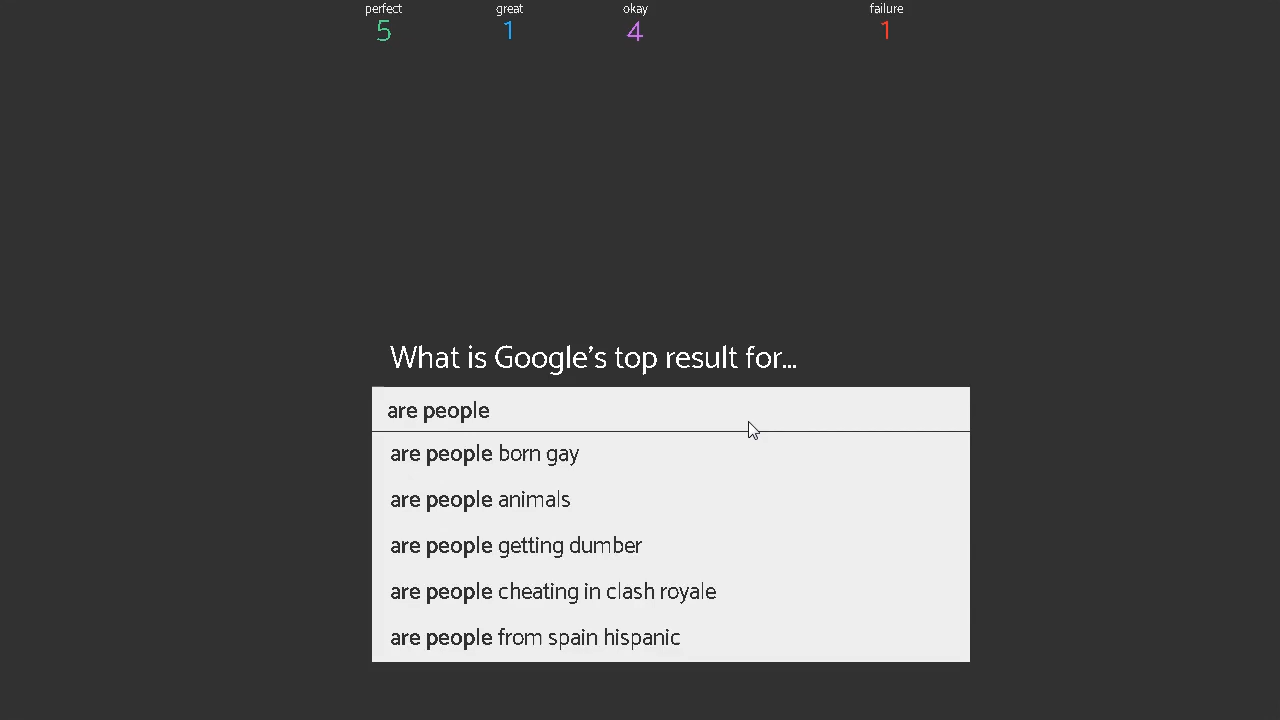 perfect great okay failure
5 1 4 1
What is Google's top result for...
are people
are people born gay
are people animals
are people getting dumber
are people cheating in clash royale
are people from spain hispanic